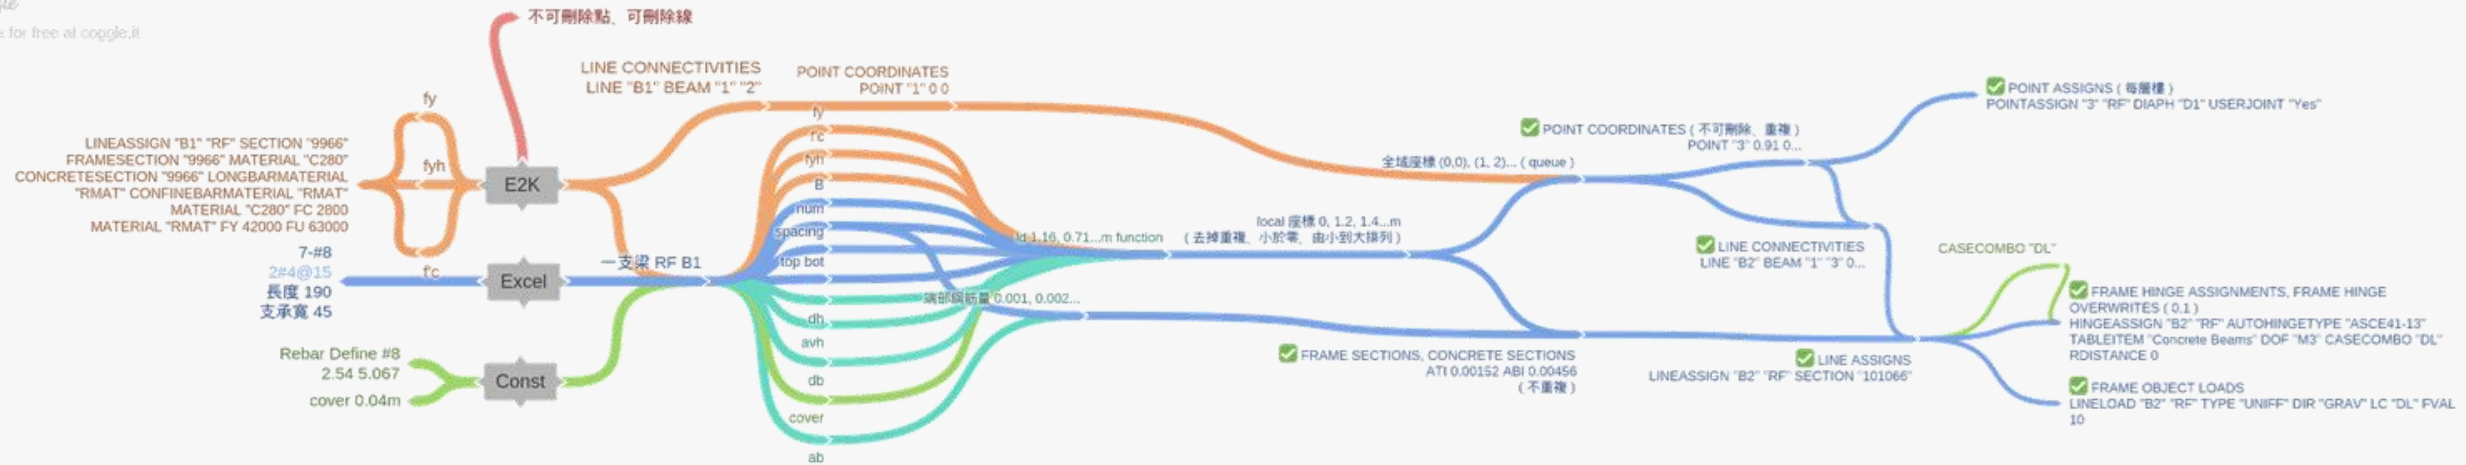 for free at coggle.it
不可刪除點、可刪除線
LINE CONNECTIVITIES
LINE "B1" BEAM "1" "2"
POINT COORDINATES
POINT "1" 0 0
fy
fyh
f'c
LINEASSIGN "B1" "RF" SECTION "9966"
FRAMESECTION "9966" MATERIAL "C280"
CONCRETESECTION "9966" LONGBARMATERIAL
"RMAT" CONFINEBARMATERIAL "RMAT"
MATERIAL "C280" FC 2800
MATERIAL "RMAT" FY 42000 FU 63000
E2K
7-#8
2#4@15
長度 190
支承寬 45
Excel
一支梁 RF B1
Rebar Define #8
2.54 5.067
cover 0.04m
Const
fy
f'c
fyh
B
num
spacing
top bot
dh
avh
db
cover
ab
ld 1.16, 0.71...m function
端部鋼筋量 0.001, 0.002...
local 座標 0, 1.2, 1.4...m
( 去掉重複、小於零、由小到大排列 )
全域座標 (0,0), (1, 2)... ( queue )
✅ POINT COORDINATES ( 不可刪除、重複 )
POINT "3" 0.91 0...
✅ POINT ASSIGNS ( 每層樓 )
POINTASSIGN "3" "RF" DIAPH "D1" USERJOINT "Yes"
✅ LINE CONNECTIVITIES
LINE "B2" BEAM "1" "3" 0...
✅ FRAME SECTIONS, CONCRETE SECTIONS
ATI 0.00152 ABI 0.00456
( 不重複 )
✅ LINE ASSIGNS
LINEASSIGN "B2" "RF" SECTION "101066"
CASECOMBO "DL"
✅ FRAME HINGE ASSIGNMENTS, FRAME HINGE
OVERWRITES ( 0.1 )
HINGEASSIGN "B2" "RF" AUTOHINGETYPE "ASCE41-13"
TABLEITEM "Concrete Beams" DOF "M3" CASECOMBO "DL"
RDISTANCE 0
✅ FRAME OBJECT LOADS
LINELOAD "B2" "RF" TYPE "UNIFF" DIR "GRAV" LC "DL" FVAL
10